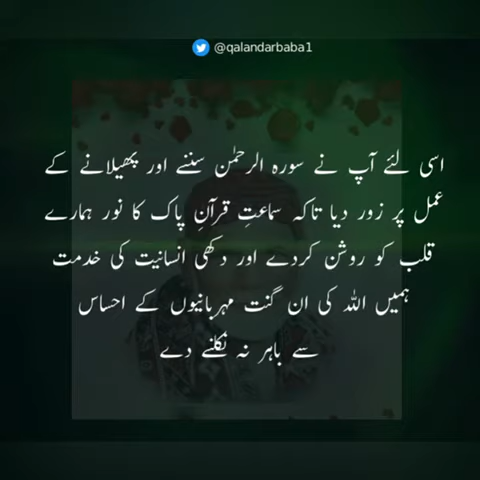 @qalandarbaba1
اسی لئے آپ نے سورہ الرحمٰن سننے اور پھیلانے کے
عمل پر زور دیا تاکہ سماعتِ قرآنِ پاک کا نور ہمارے
قلب کو روشن کردے اور دکھی انسانیت کی خدمت
ہمیں اللہ کی ان گنت مہربانیوں کے احساس
سے باہر نہ نکلنے دے